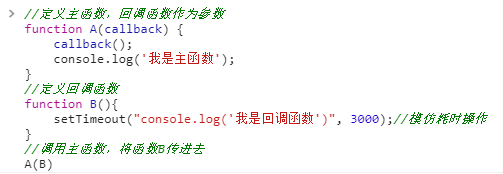 > //定义主函数，回调函数作为参数
function A(callback) {
    callback();
    console.log('我是主函数');
}
//定义回调函数
function B(){
    setTimeout("console.log('我是回调函数')", 3000);//模仿耗时操作
}
//调用主函数，将函数B传进去
A(B)